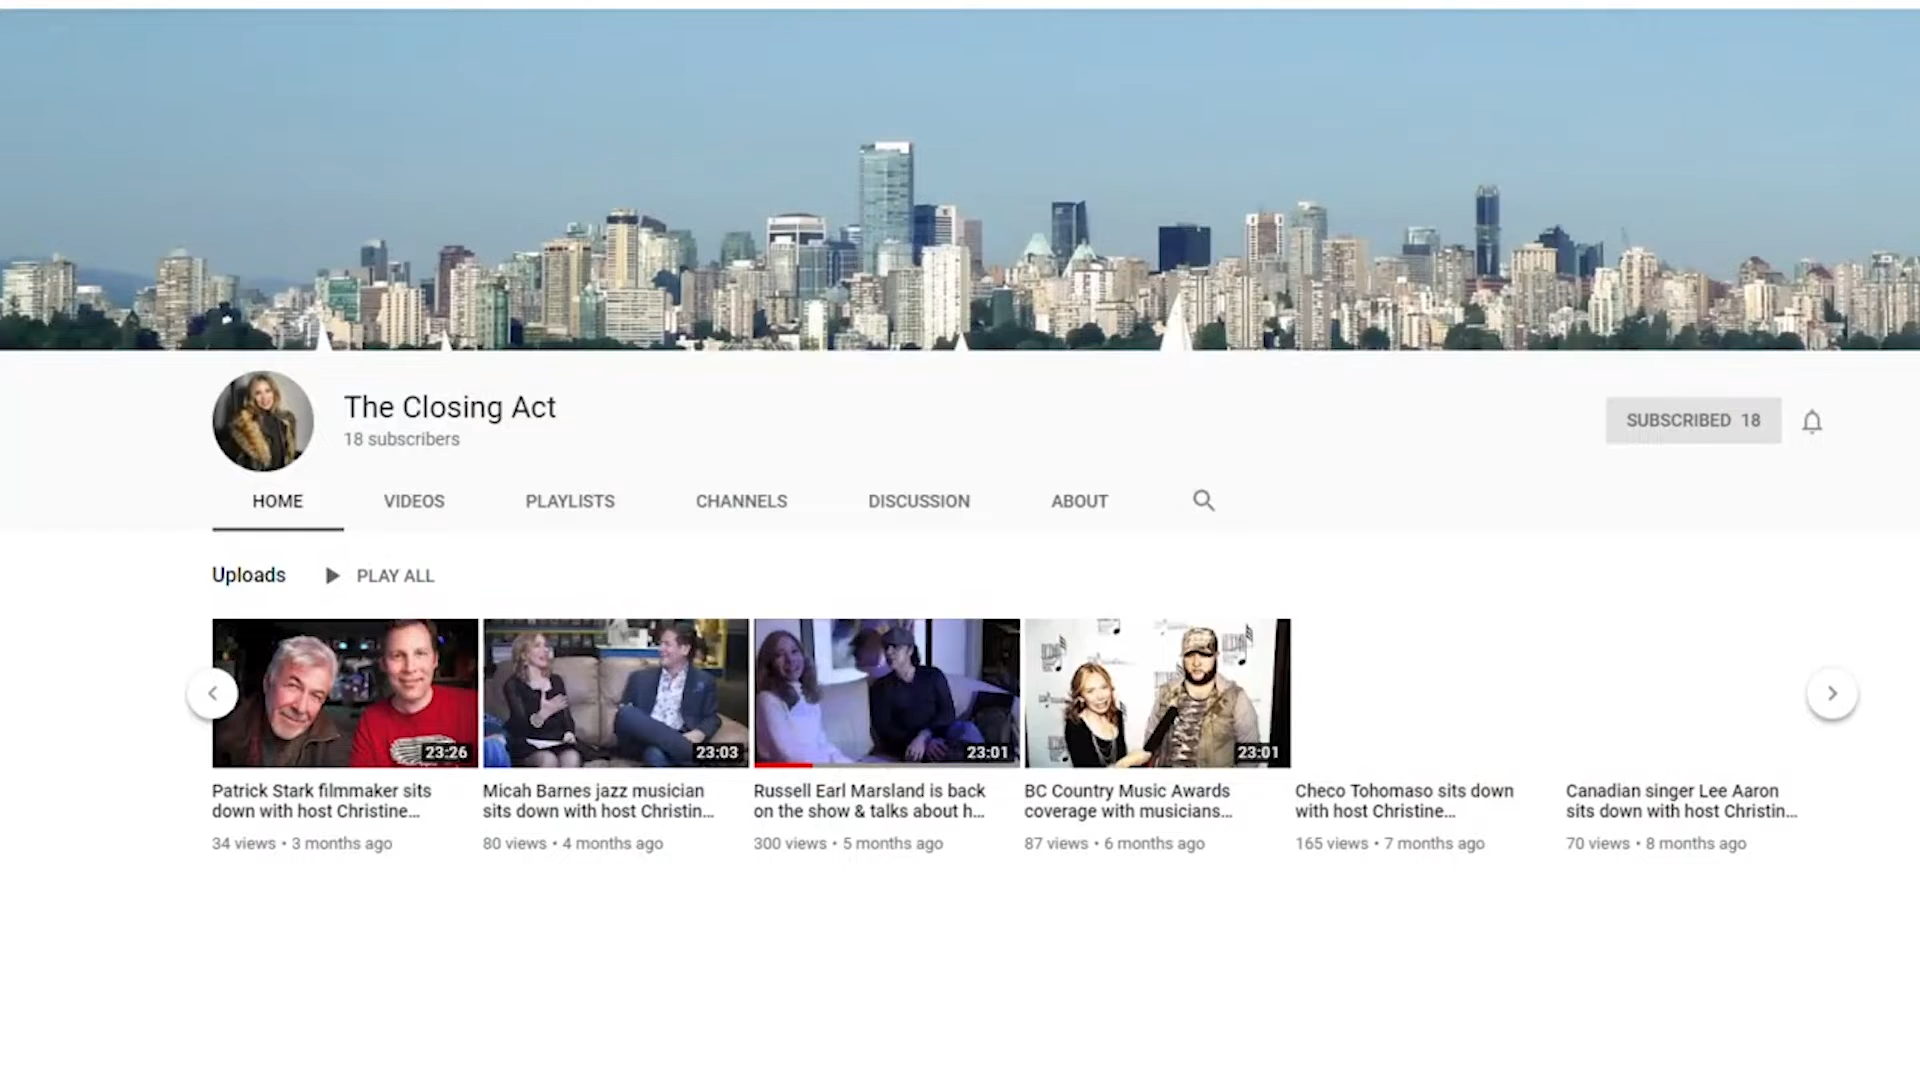 The Closing Act
18 subscribers
SUBSCRIBED 18
HOME
VIDEOS
PLAYLISTS
CHANNELS
DISCUSSION
ABOUT
Uploads
PLAY ALL
23:26
23:03
23:01
23:01
Patrick Stark filmmaker sits
down with host Christine...
34 views • 3 months ago
Micah Barnes jazz musician
sits down with host Christin...
80 views • 4 months ago
Russell Earl Marsland is back
on the show & talks about h...
300 views • 5 months ago
BC Country Music Awards
coverage with musicians...
87 views • 6 months ago
Checo Tohomaso sits down
with host Christine...
165 views • 7 months ago
Canadian singer Lee Aaron
sits down with host Christin...
70 views • 8 months ago